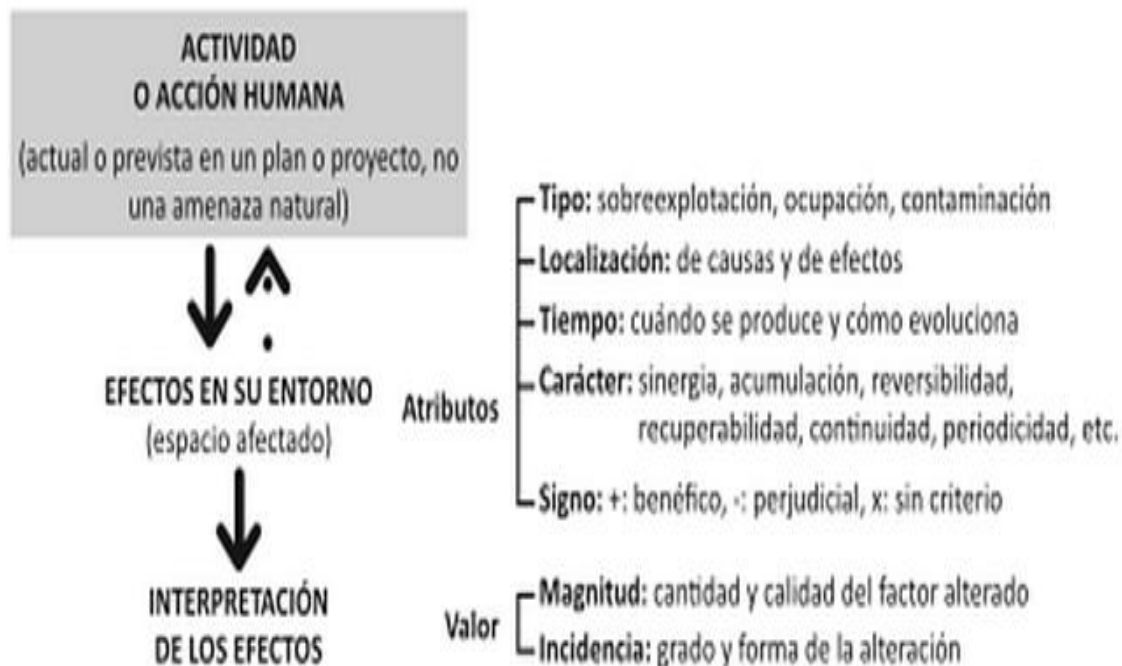 ACTIVIDAD
O ACCIÓN HUMANA
(actual o prevista en un plan o proyecto, no
una amenaza natural)
EFECTOS EN SU ENTORNO
(espacio afectado)
INTERPRETACIÓN
DE LOS EFECTOS
Atributos
Tipo: sobreexplotación, ocupación, contaminación
Localización: de causas y de efectos
Tiempo: cuándo se produce y cómo evoluciona
Carácter: sinergia, acumulación, reversibilidad,
recuperabilidad, continuidad, periodicidad, etc.
Signo: +: benéfico, -: perjudicial, x: sin criterio
Valor
Magnitud: cantidad y calidad del factor alterado
Incidencia: grado y forma de la alteración